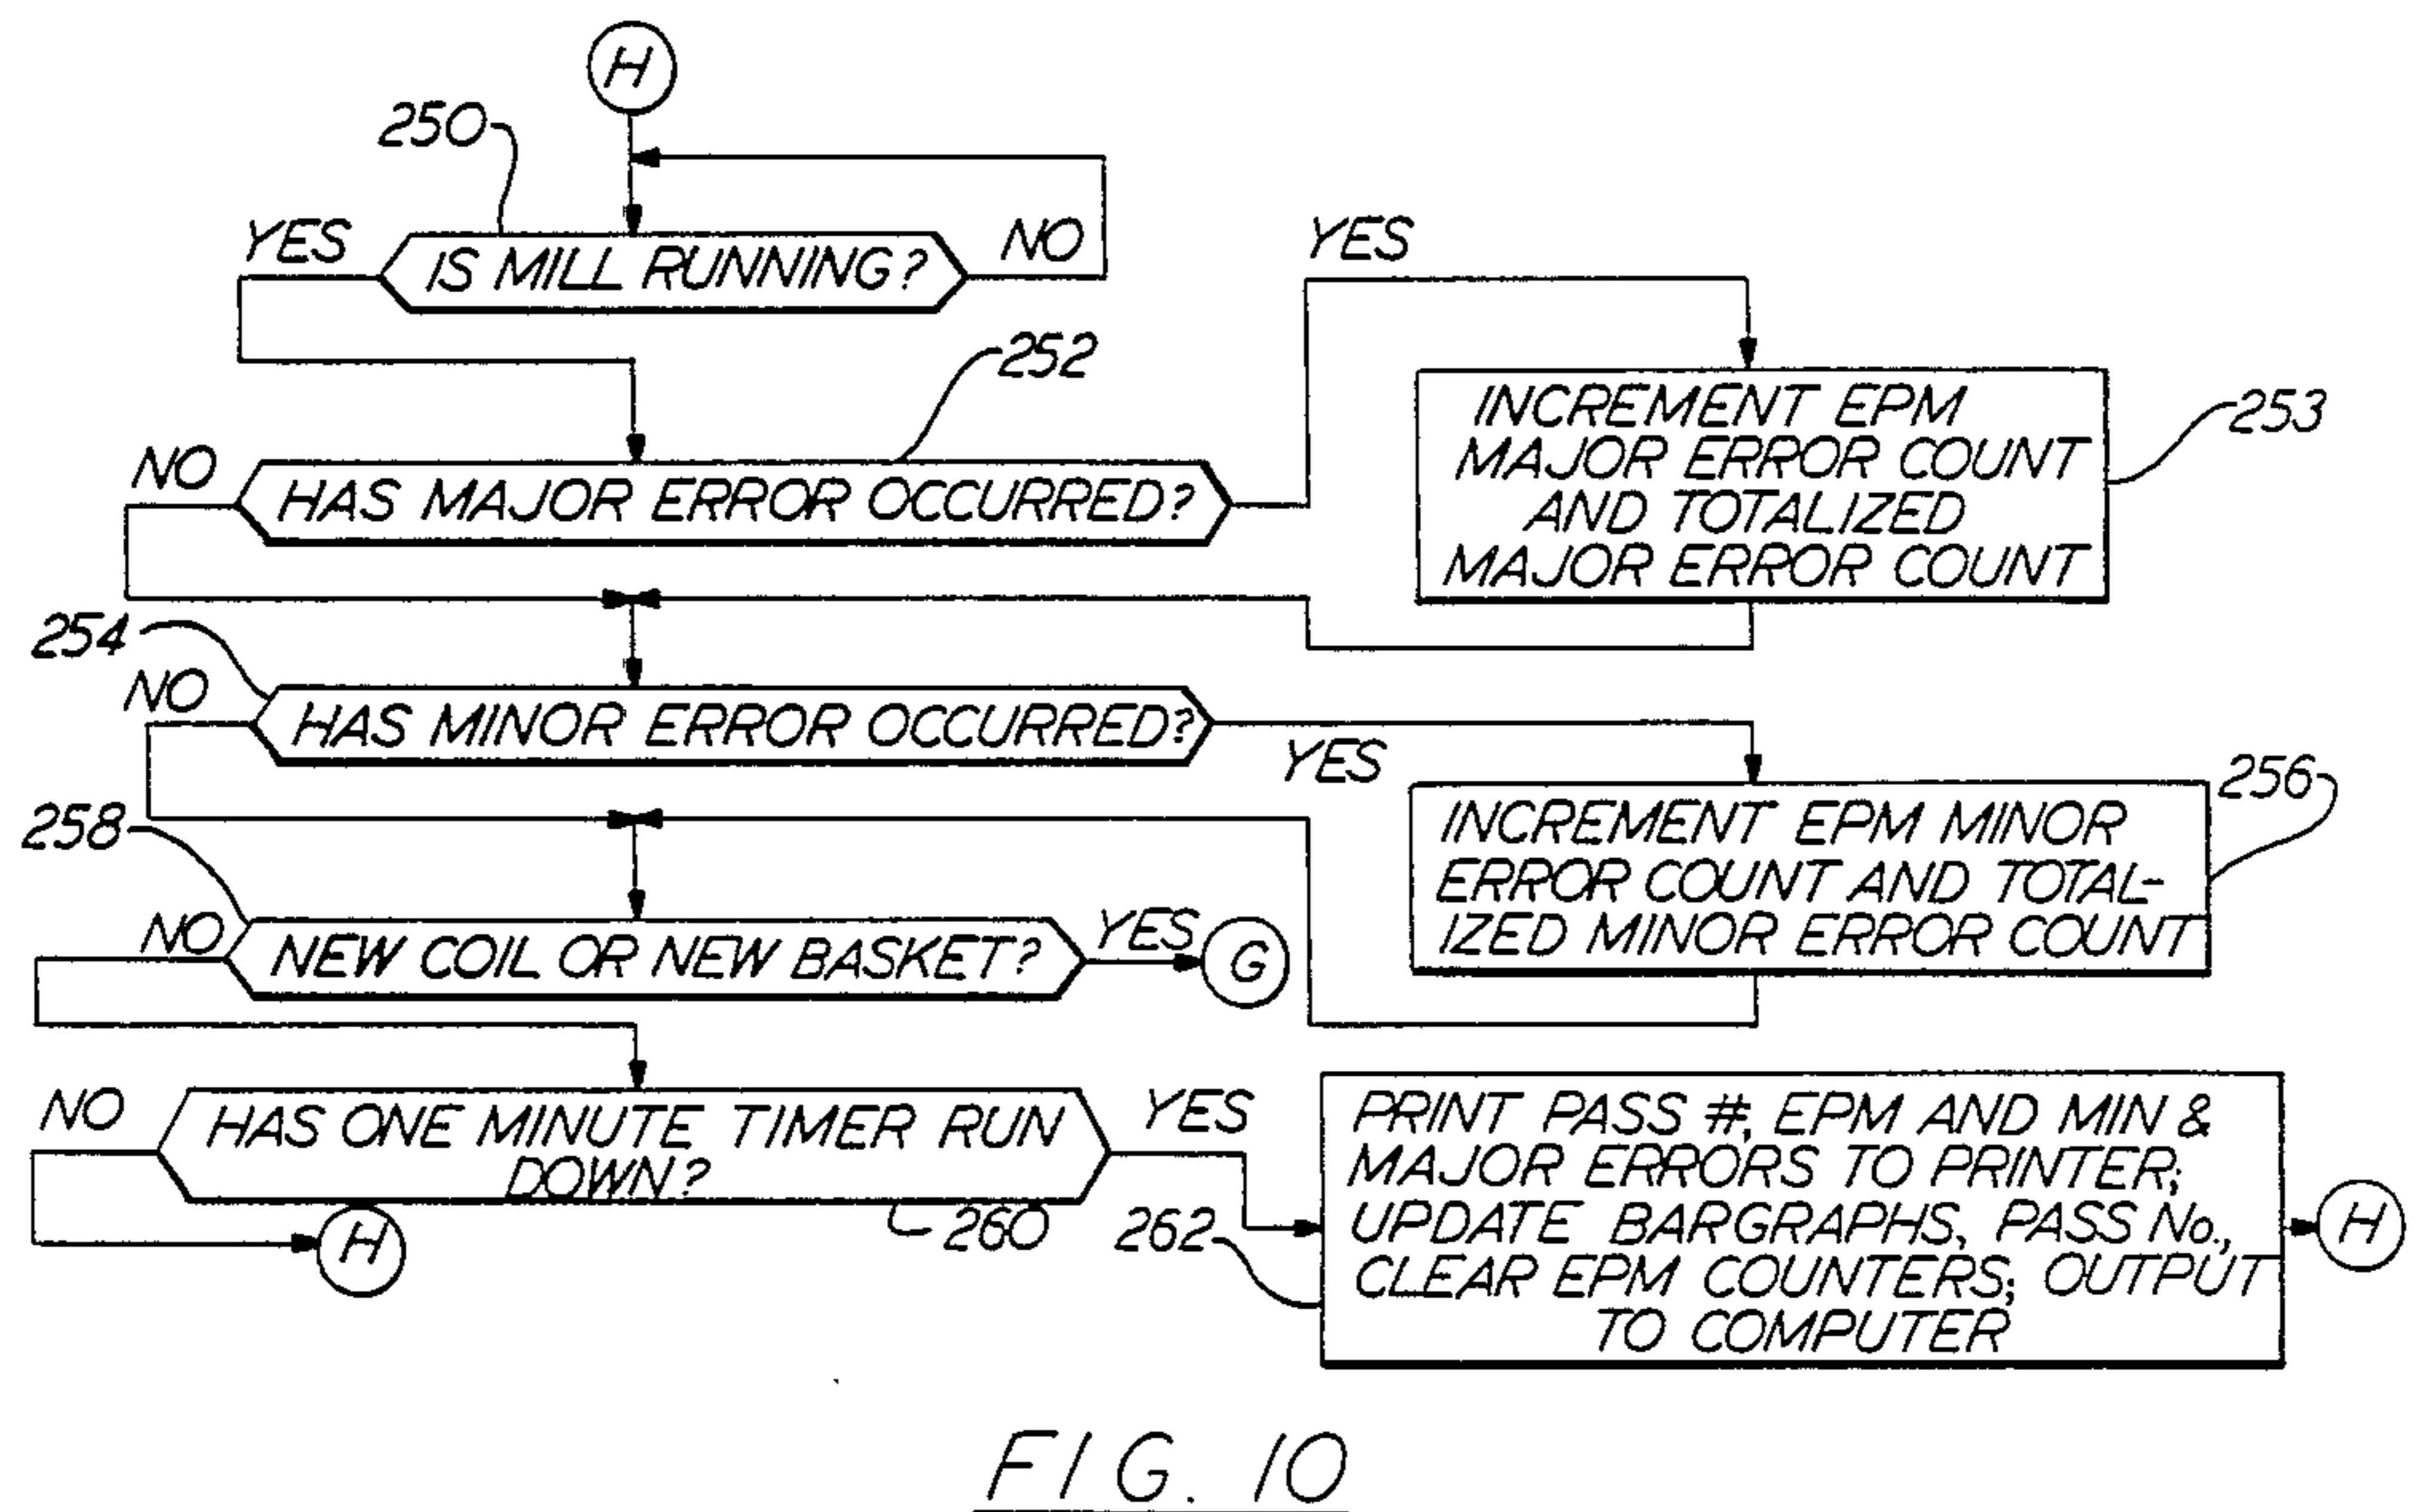 H
250
YES
IS MILL RUNNING?
NO
YES
252
INCREMENT EPM
MAJOR ERROR COUNT
AND TOTALIZED
MAJOR ERROR COUNT
253
NO
HAS MAJOR ERROR OCCURRED?
254
NO
HAS MINOR ERROR OCCURRED?
YES
256
INCREMENT EPM MINOR
ERROR COUNT AND TOTAL-
IZED MINOR ERROR COUNT
258
NO
NEW COIL OR NEW BASKET?
YES
G
NO
HAS ONE MINUTE TIMER RUN
DOWN?
YES
260
H
262
PRINT PASS #, EPM AND MIN &
MAJOR ERRORS TO PRINTER;
UPDATE BARGRAPHS, PASS No.,
CLEAR EPM COUNTERS; OUTPUT
TO COMPUTER
H
FIG. 10